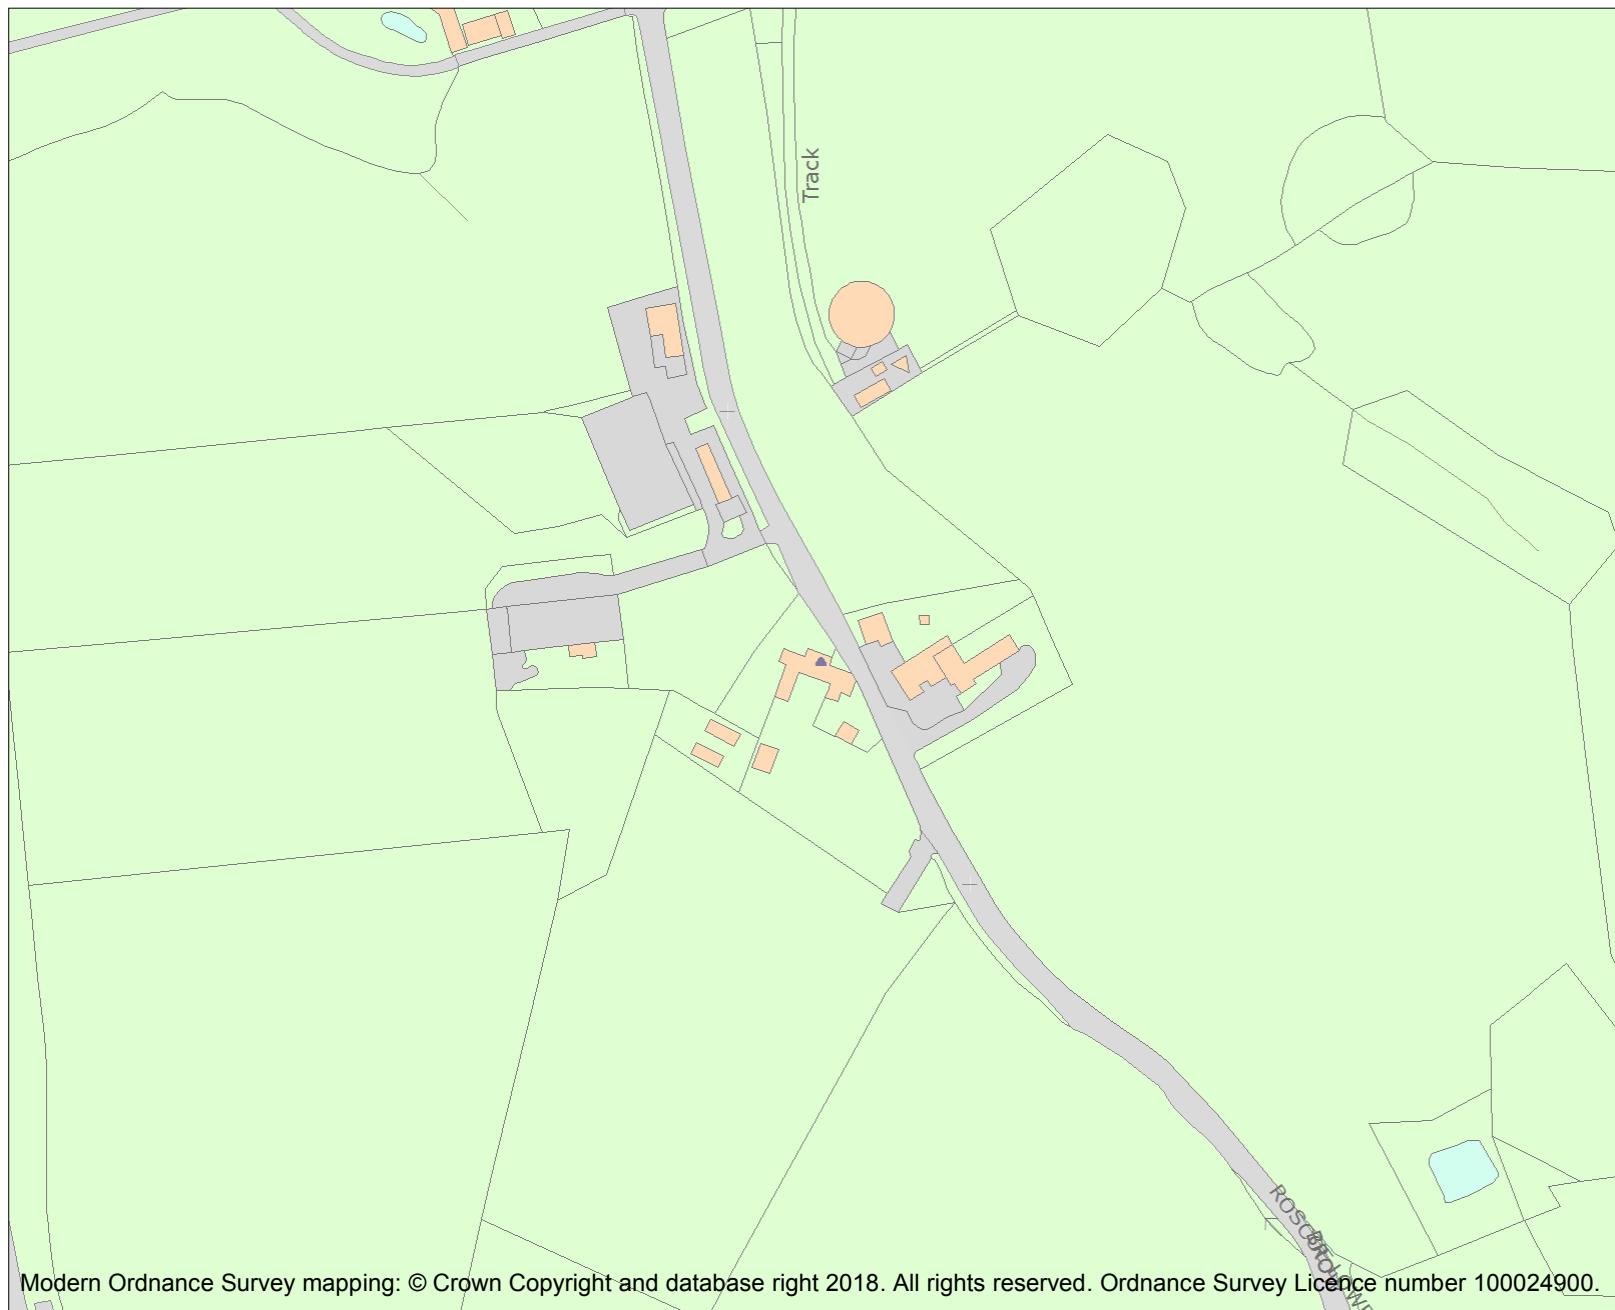 Track
Modern Ordnance Survey mapping: © Crown Copyright and database right 2018. All rights reserved. Ordnance Survey Licence number 100024900.